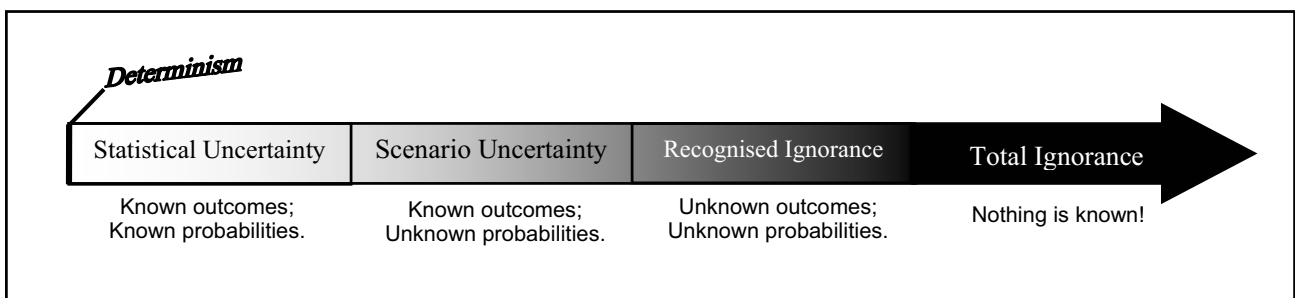 Determinism
Statistical Uncertainty
Scenario Uncertainty
Recognised Ignorance
Total Ignorance
Known outcomes;
Known probabilities.
Known outcomes;
Unknown probabilities.
Unknown outcomes;
Unknown probabilities.
Nothing is known!